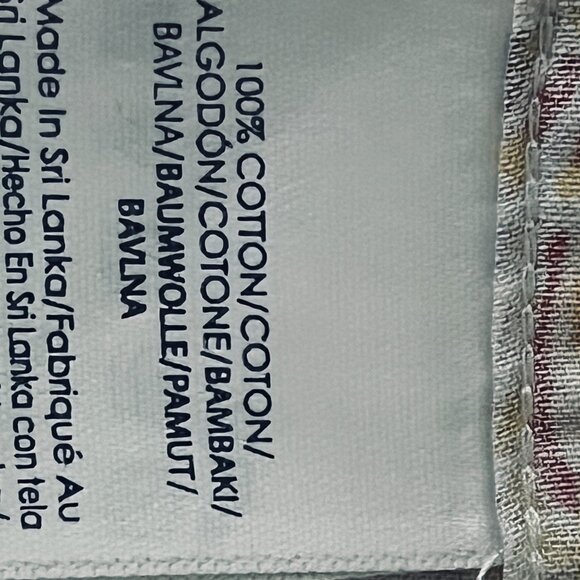 100% COTTON/COTON/
ALGODÓN/COTONE/BAMBAKI/
BAVLNA/BAUMWOLLE/PAMUT/
BAVLNA
Made In Sri Lanka/Fabriqué Au
Sri Lanka/Hecho En Sri Lanka con tela